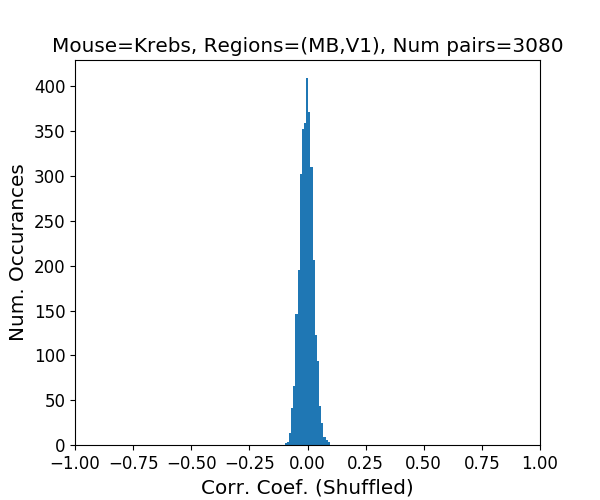 Mouse=Krebs, Regions=(MB,V1), Num pairs=3080
Num. Occurances
400
350
300
250
200
150
100
50
0
−1.00 −0.75 −0.50 −0.25 0.00 0.25 0.50 0.75 1.00
Corr. Coef. (Shuffled)